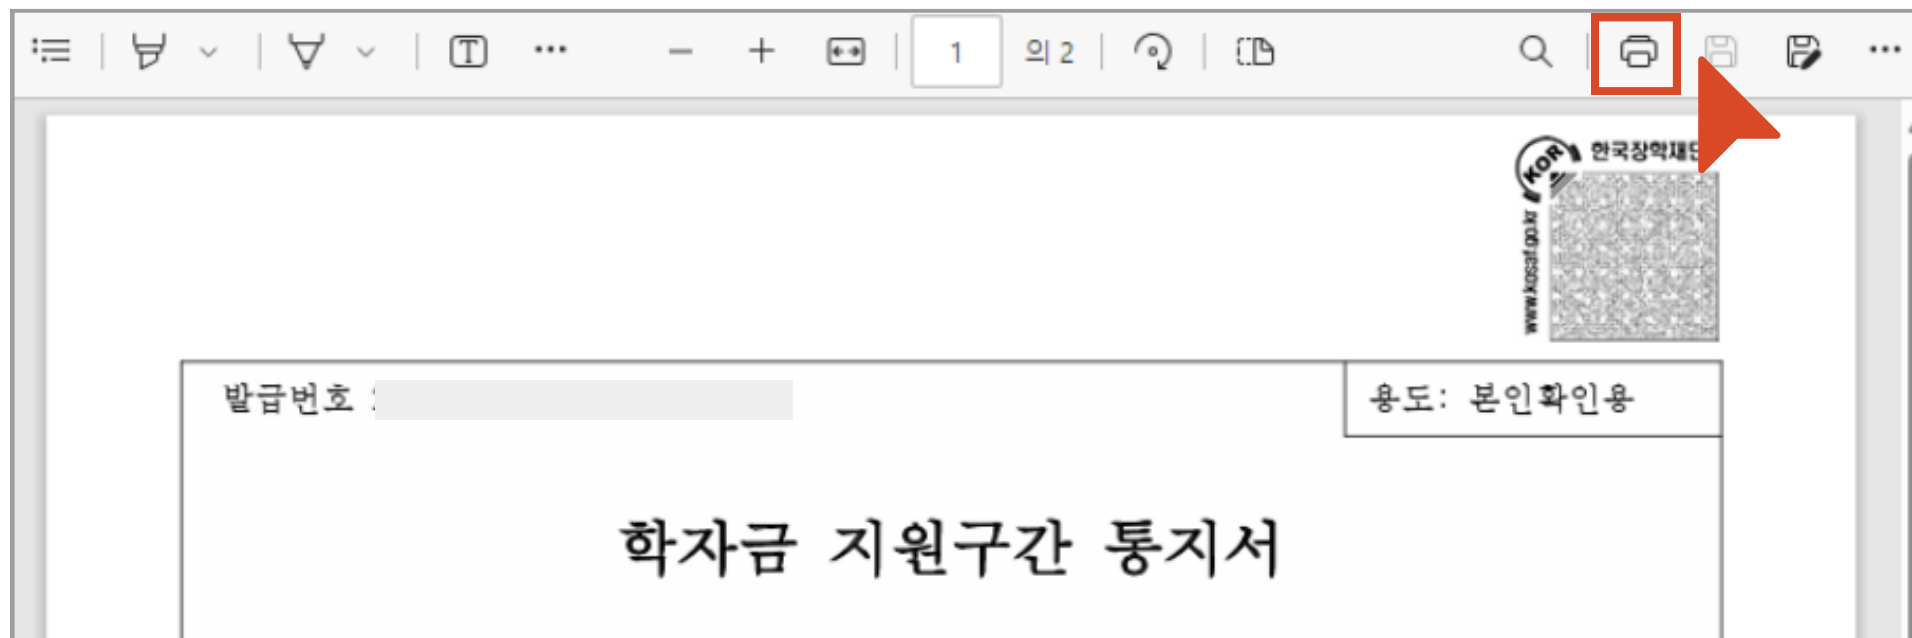 1 의 2
한국장학재
KOR
www.kosaf.go.kr
발급번호
용도: 본인확인용
학자금 지원구간 통지서